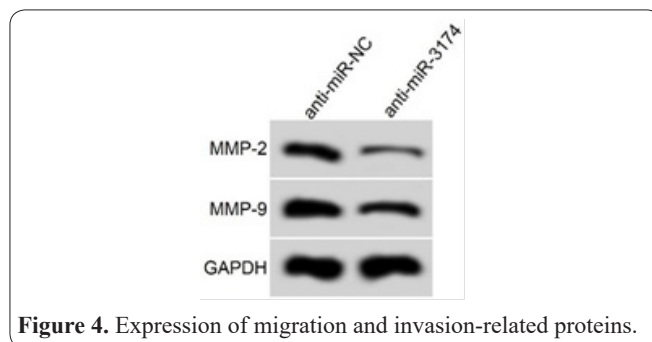 anti-miR-NC
anti-miR-3174
MMP-2
MMP-9
GAPDH
Figure 4. Expression of migration and invasion-related proteins.